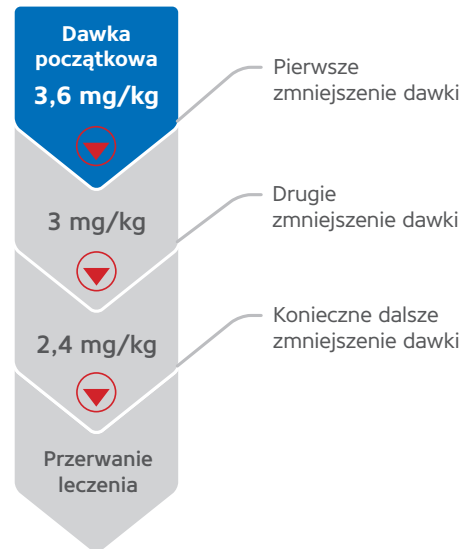 Dawka
początkowa
3,6 mg/kg
Pierwsze
zmniejszenie dawki
3 mg/kg
Drugie
zmniejszenie dawki
2,4 mg/kg
Konieczne dalsze
zmniejszenie dawki
Przerwanie
leczenia